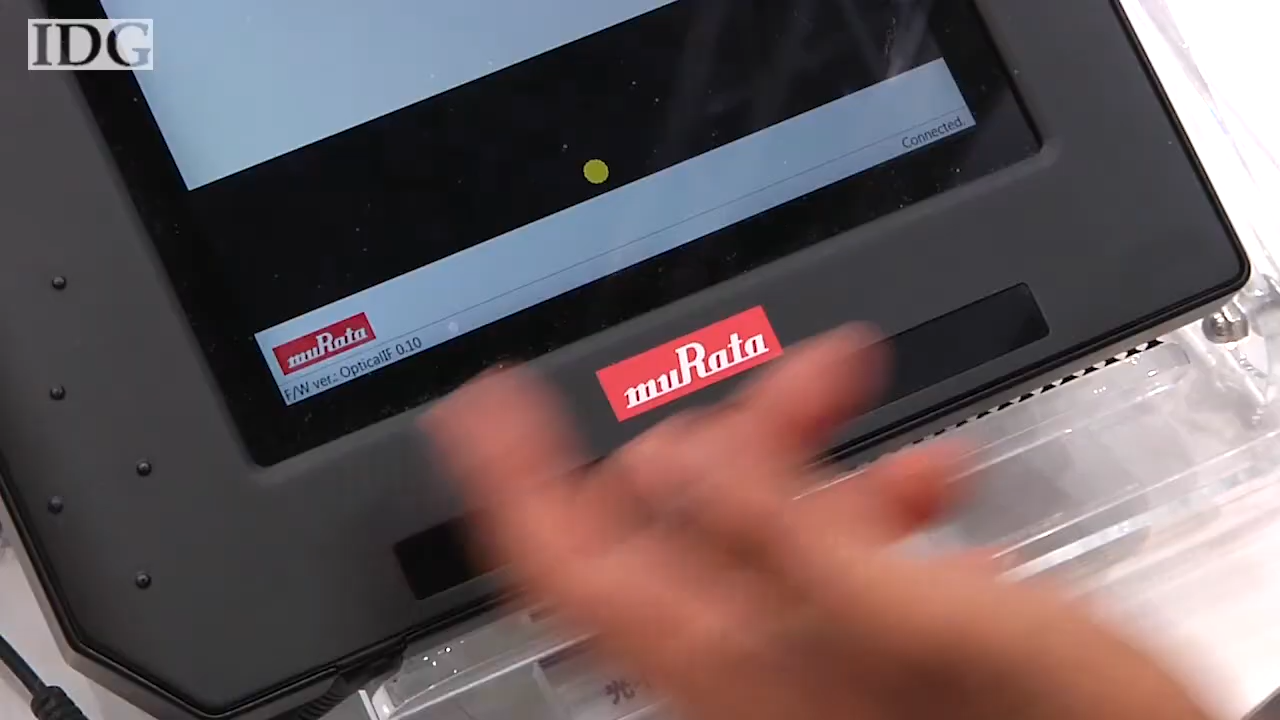 IDG
Connected.
muRata
F/W ver.: OpticalIF 0.10
muRata